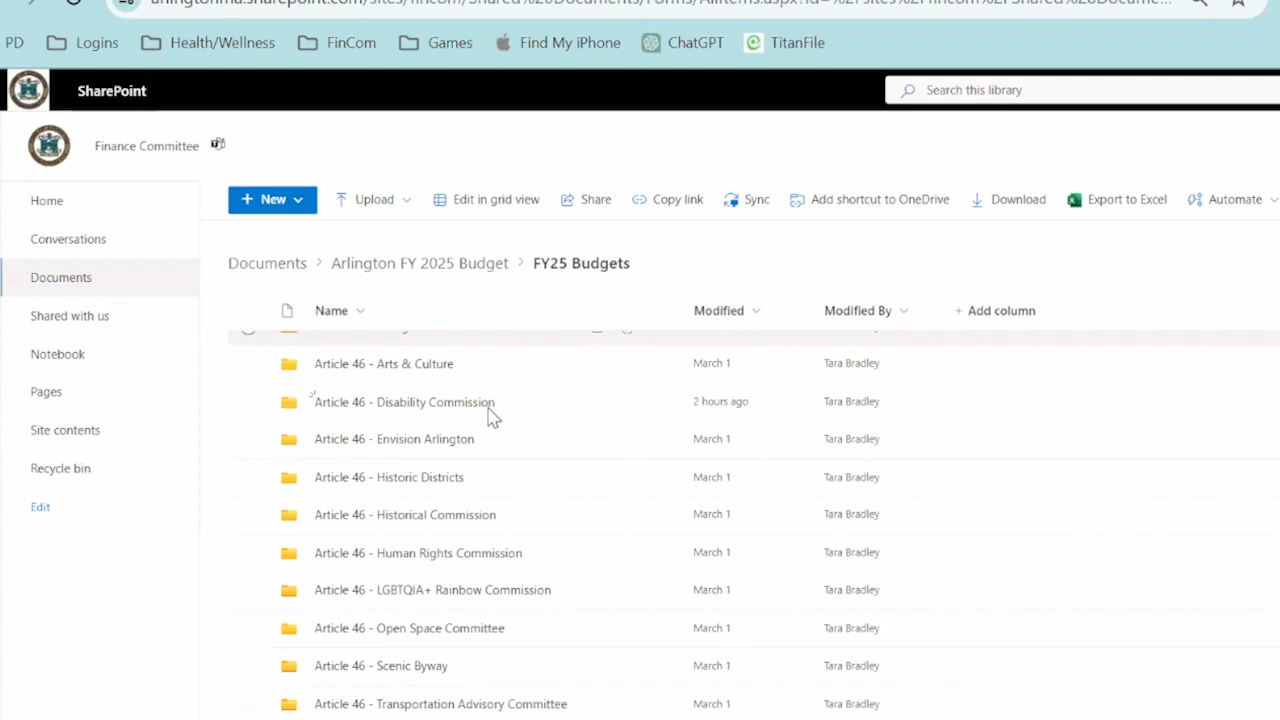 PD Logins Health/Wellness FinCom Games Find My iPhone ChatGPT TitanFile
SharePoint Search this library
Finance Committee
Home
Conversations
Documents
Shared with us
Notebook
Pages
Site contents
Recycle bin
Edit
+ New Upload Edit in grid view Share Copy link Sync Add shortcut to OneDrive Download Export to Excel Automate
Documents > Arlington FY 2025 Budget > FY25 Budgets
Name Modified Modified By + Add column
Article 46 - Arts & Culture March 1 Tara Bradley
Article 46 - Disability Commission 2 hours ago Tara Bradley
Article 46 - Envision Arlington March 1 Tara Bradley
Article 46 - Historic Districts March 1 Tara Bradley
Article 46 - Historical Commission March 1 Tara Bradley
Article 46 - Human Rights Commission March 1 Tara Bradley
Article 46 - LGBTQIA+ Rainbow Commission March 1 Tara Bradley
Article 46 - Open Space Committee March 1 Tara Bradley
Article 46 - Scenic Byway March 1 Tara Bradley
Article 46 - Transportation Advisory Committee March 1 Tara Bradley